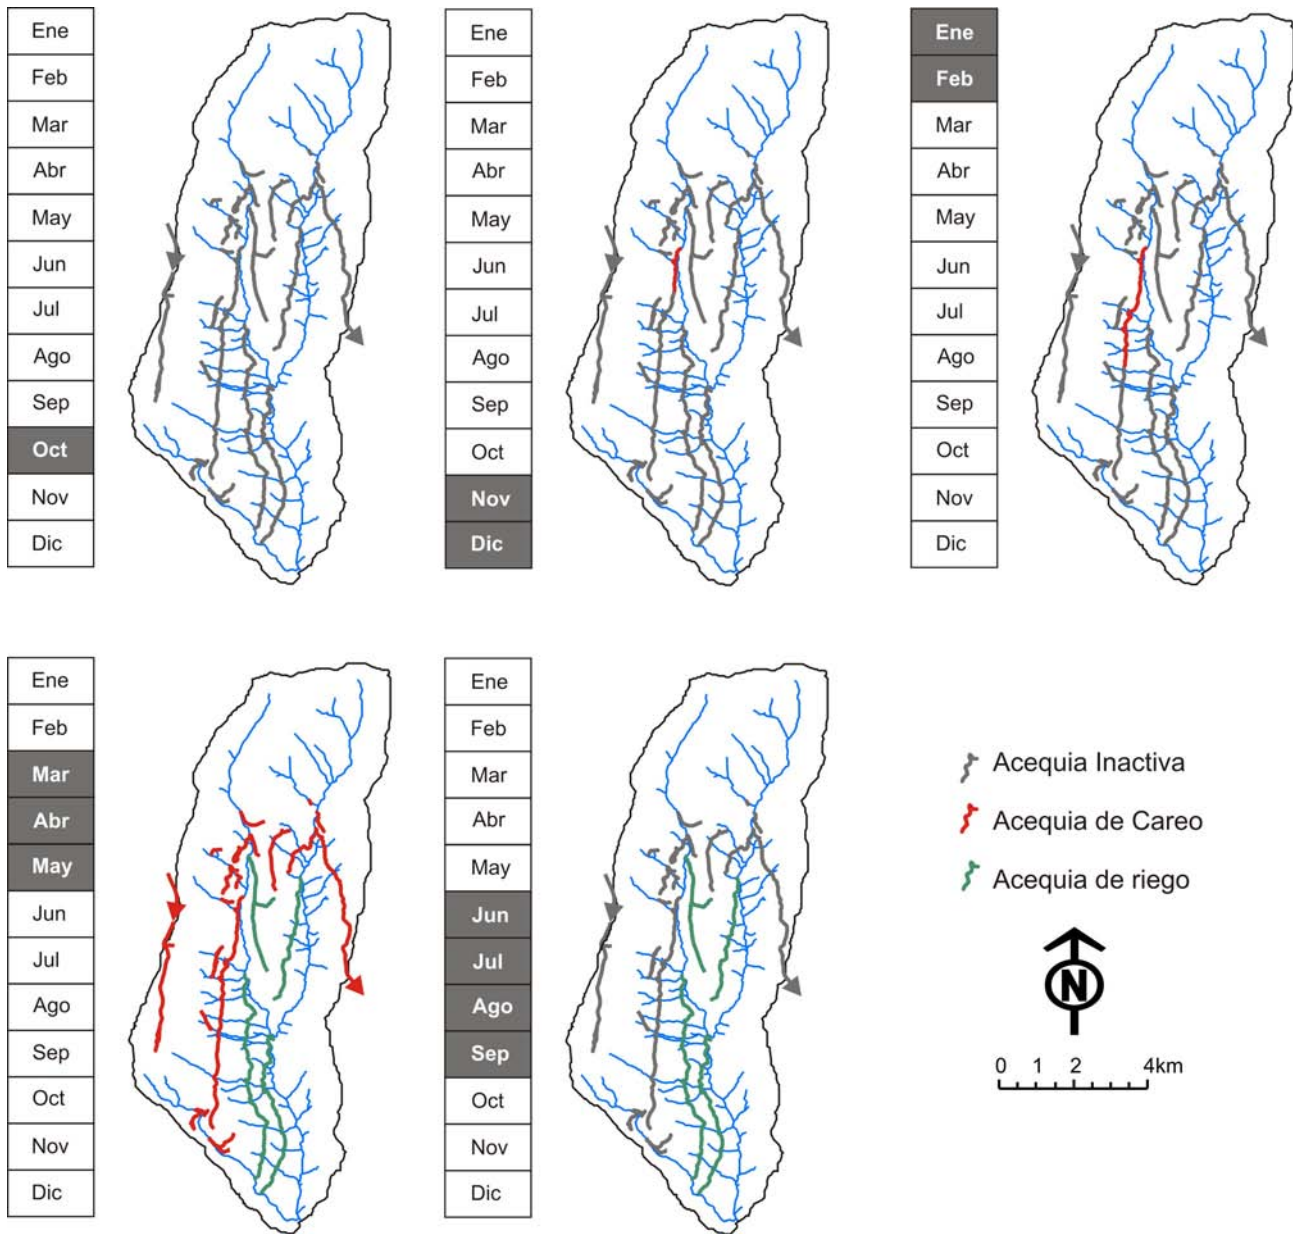 Ene
Feb
Mar
Abr
May
Jun
Jul
Ago
Sep
Oct
Nov
Dic
Ene
Feb
Mar
Abr
May
Jun
Jul
Ago
Sep
Oct
Nov
Dic
Ene
Feb
Mar
Abr
May
Jun
Jul
Ago
Sep
Oct
Nov
Dic
Ene
Feb
Mar
Abr
May
Jun
Jul
Ago
Sep
Oct
Nov
Dic
Ene
Feb
Mar
Abr
May
Jun
Jul
Ago
Sep
Oct
Nov
Dic
Acequia Inactiva
Acequia de Careo
Acequia de riego
N
0 1 2 4km